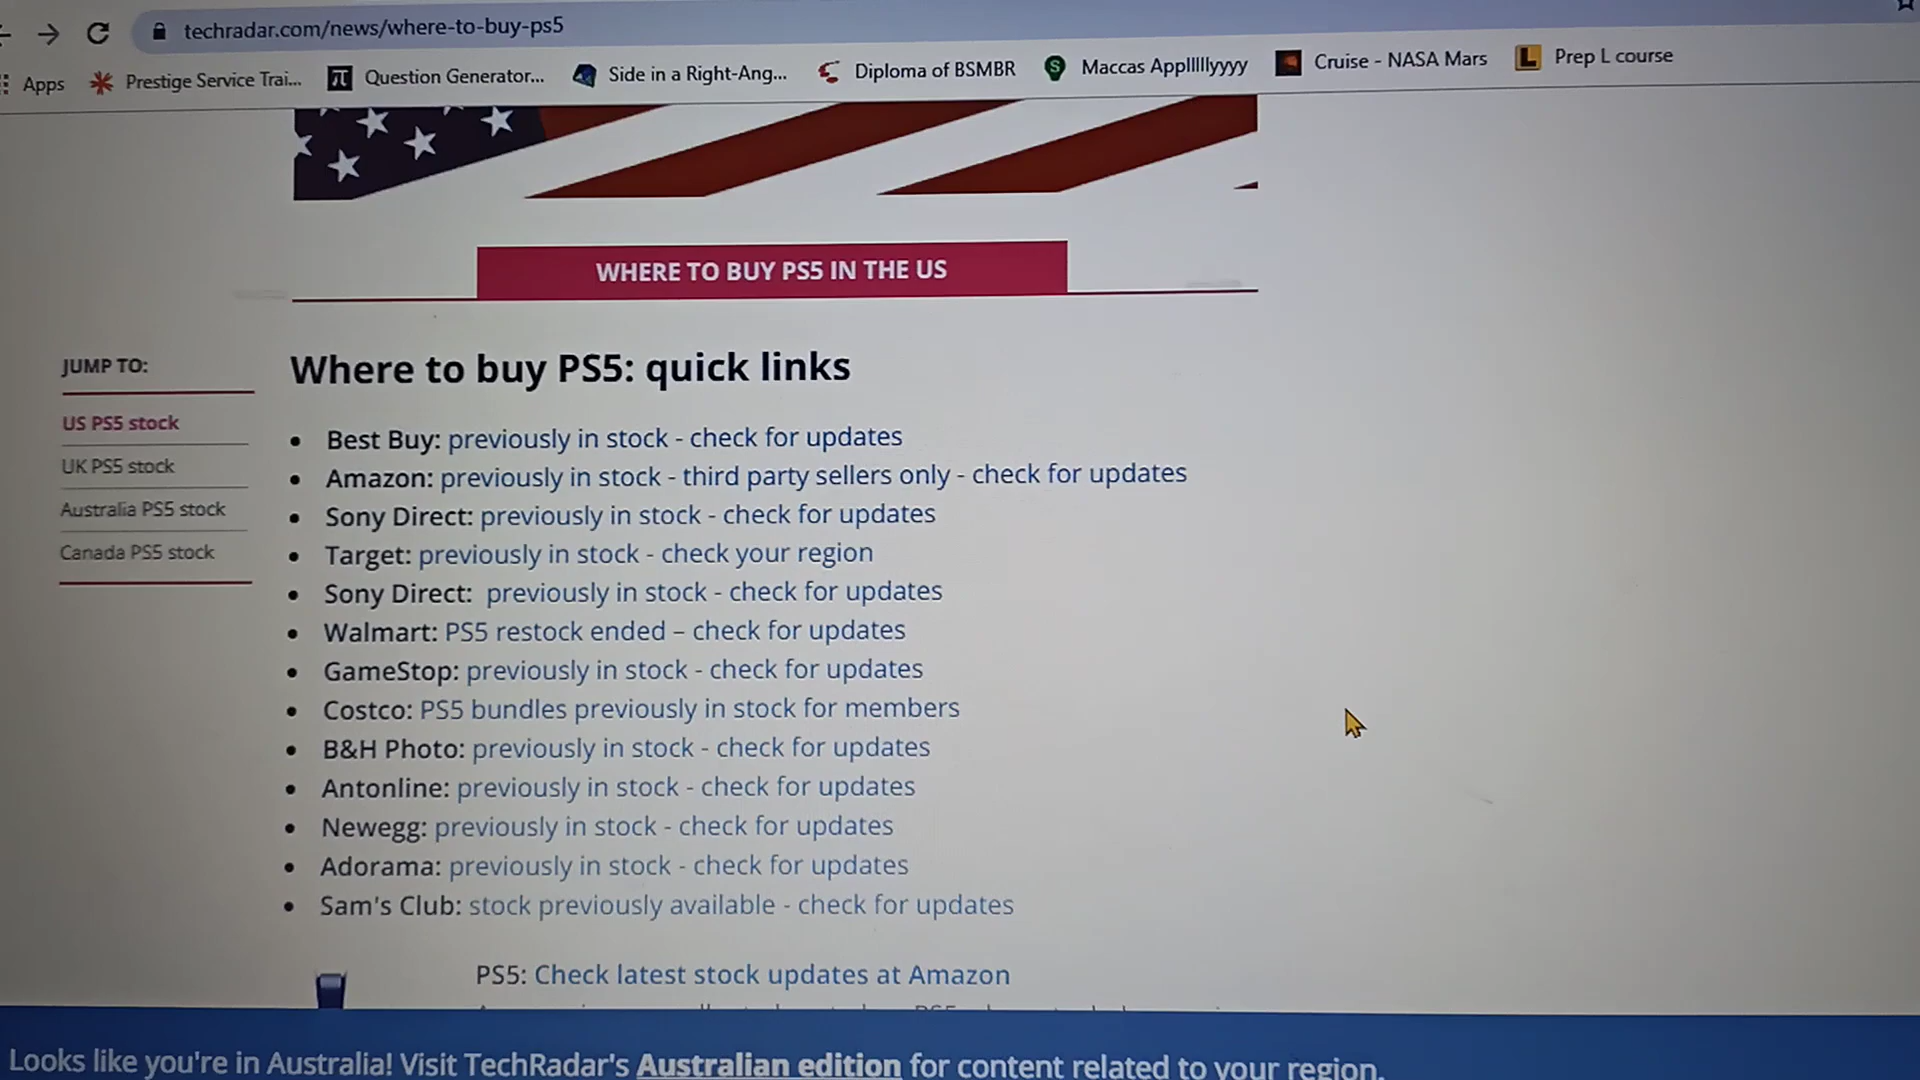 techradar.com/news/where-to-buy-ps5
Apps Prestige Service Trai... Question Generator... Side in a Right-Ang... Diploma of BSMBR Maccas Applllllyyyy Cruise - NASA Mars Prep L course
WHERE TO BUY PS5 IN THE US
JUMP TO:
US PS5 stock
UK PS5 stock
Australia PS5 stock
Canada PS5 stock
Where to buy PS5: quick links
Best Buy: previously in stock - check for updates
Amazon: previously in stock - third party sellers only - check for updates
Sony Direct: previously in stock - check for updates
Target: previously in stock - check your region
Sony Direct: previously in stock - check for updates
Walmart: PS5 restock ended – check for updates
GameStop: previously in stock - check for updates
Costco: PS5 bundles previously in stock for members
B&H Photo: previously in stock - check for updates
Antonline: previously in stock - check for updates
Newegg: previously in stock - check for updates
Adorama: previously in stock - check for updates
Sam's Club: stock previously available - check for updates
PS5: Check latest stock updates at Amazon
Looks like you're in Australia! Visit TechRadar's Australian edition for content related to your region.